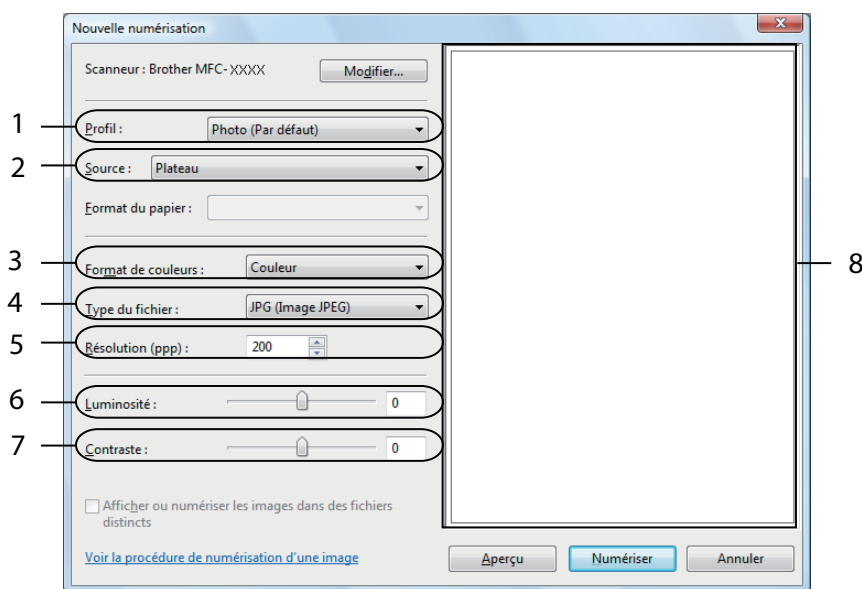 Nouvelle numérisation
Scanneur : Brother MFC-XXXX
Modifier...
1
Profil :
Photo (Par défaut)
2
Source :
Plateau
Format du papier :
3
Format de couleurs :
Couleur
8
4
Type du fichier :
JPG (Image JPEG)
5
Résolution (ppp) :
200
6
Luminosité :
0
7
Contraste :
0
Afficher ou numériser les images dans des fichiers
distincts
Voir la procédure de numérisation d'une image
Aperçu
Numériser
Annuler